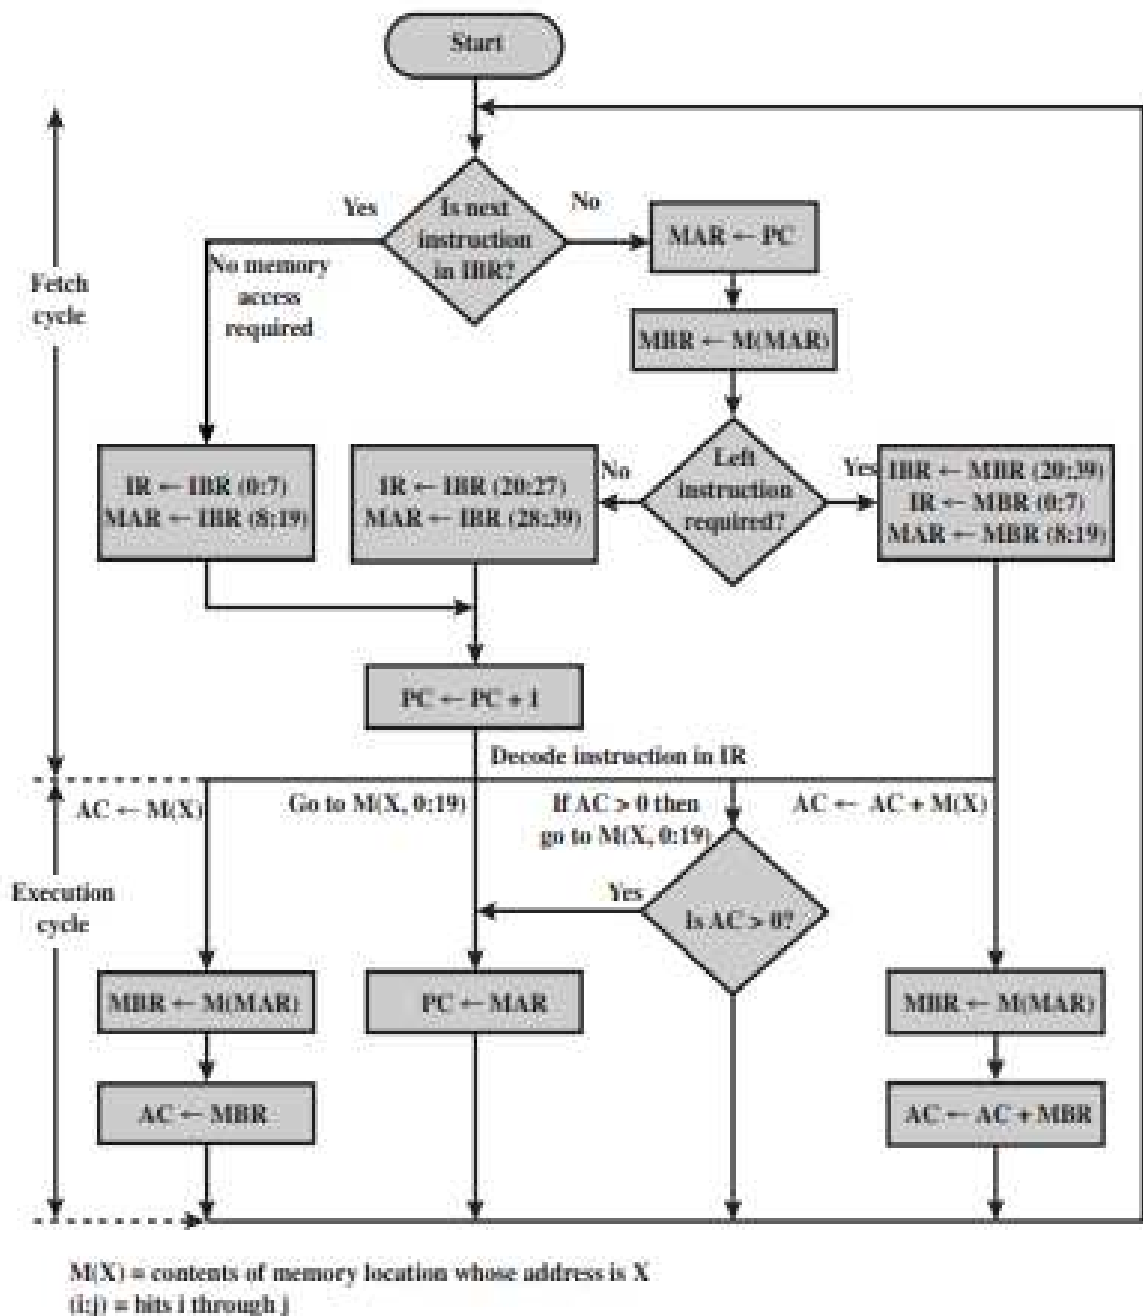 Start
Yes
Is next
instruction
in IBR?
No
MAR ← PC
No memory
access
required
Fetch
cycle
MBR ← M(MAR)
IR ← IBR (0:7)
MAR ← IBR (8:19)
IR ← IBR (20:27)
MAR ← IBR (28:39)
No
Left
instruction
required?
Yes
IBR ← MBR (20:39)
IR ← MBR (0:7)
MAR ← MBR (8:19)
PC ← PC + 1
Decode instruction in IR
AC ← M(X)
Go to M(X, 0:19)
If AC > 0 then
go to M(X, 0:19)
AC ← AC + M(X)
Execution
cycle
Yes
Is AC > 0?
MBR ← M(MAR)
PC ← MAR
MBR ← M(MAR)
AC ← MBR
AC ← AC + MBR
M(X) = contents of memory location whose address is X
(i:j) = bits i through j